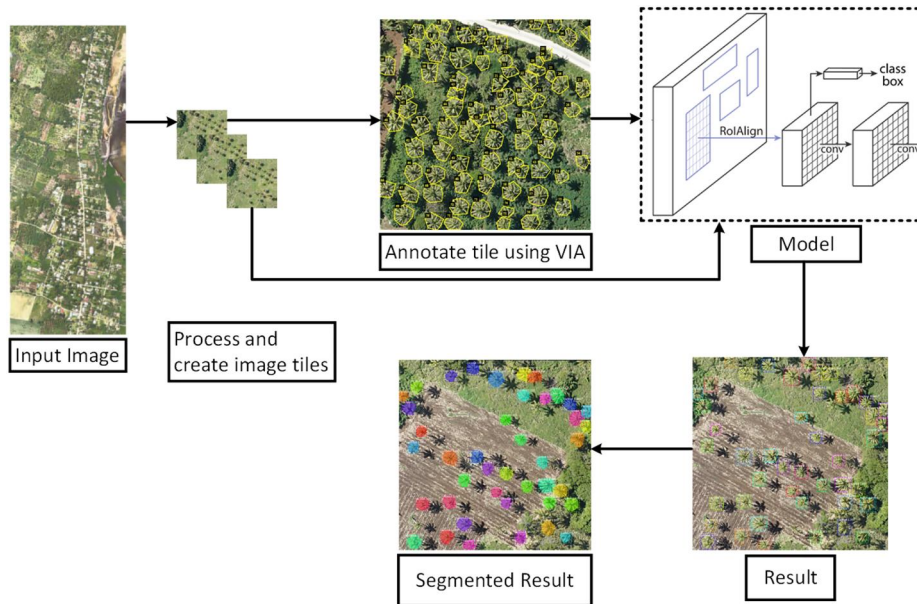 RoIAlign
class
box
conv
conv
Annotate tile using VIA
Model
Input Image
Process and
create image tiles
Segmented Result
Result